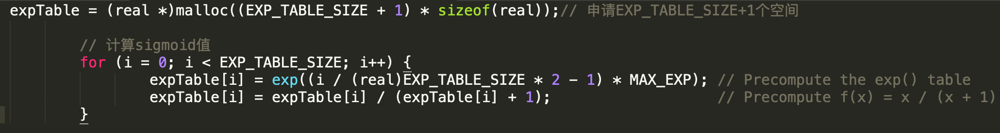 expTable = (real *)malloc((EXP_TABLE_SIZE + 1) * sizeof(real));// 申请EXP_TABLE_SIZE+1个空间
// 计算sigmoid值
for (i = 0; i < EXP_TABLE_SIZE; i++) {
expTable[i] = exp((i / (real)EXP_TABLE_SIZE * 2 - 1) * MAX_EXP); // Precompute the exp() table
expTable[i] = expTable[i] / (expTable[i] + 1); // Precompute f(x) = x / (x + 1)
}